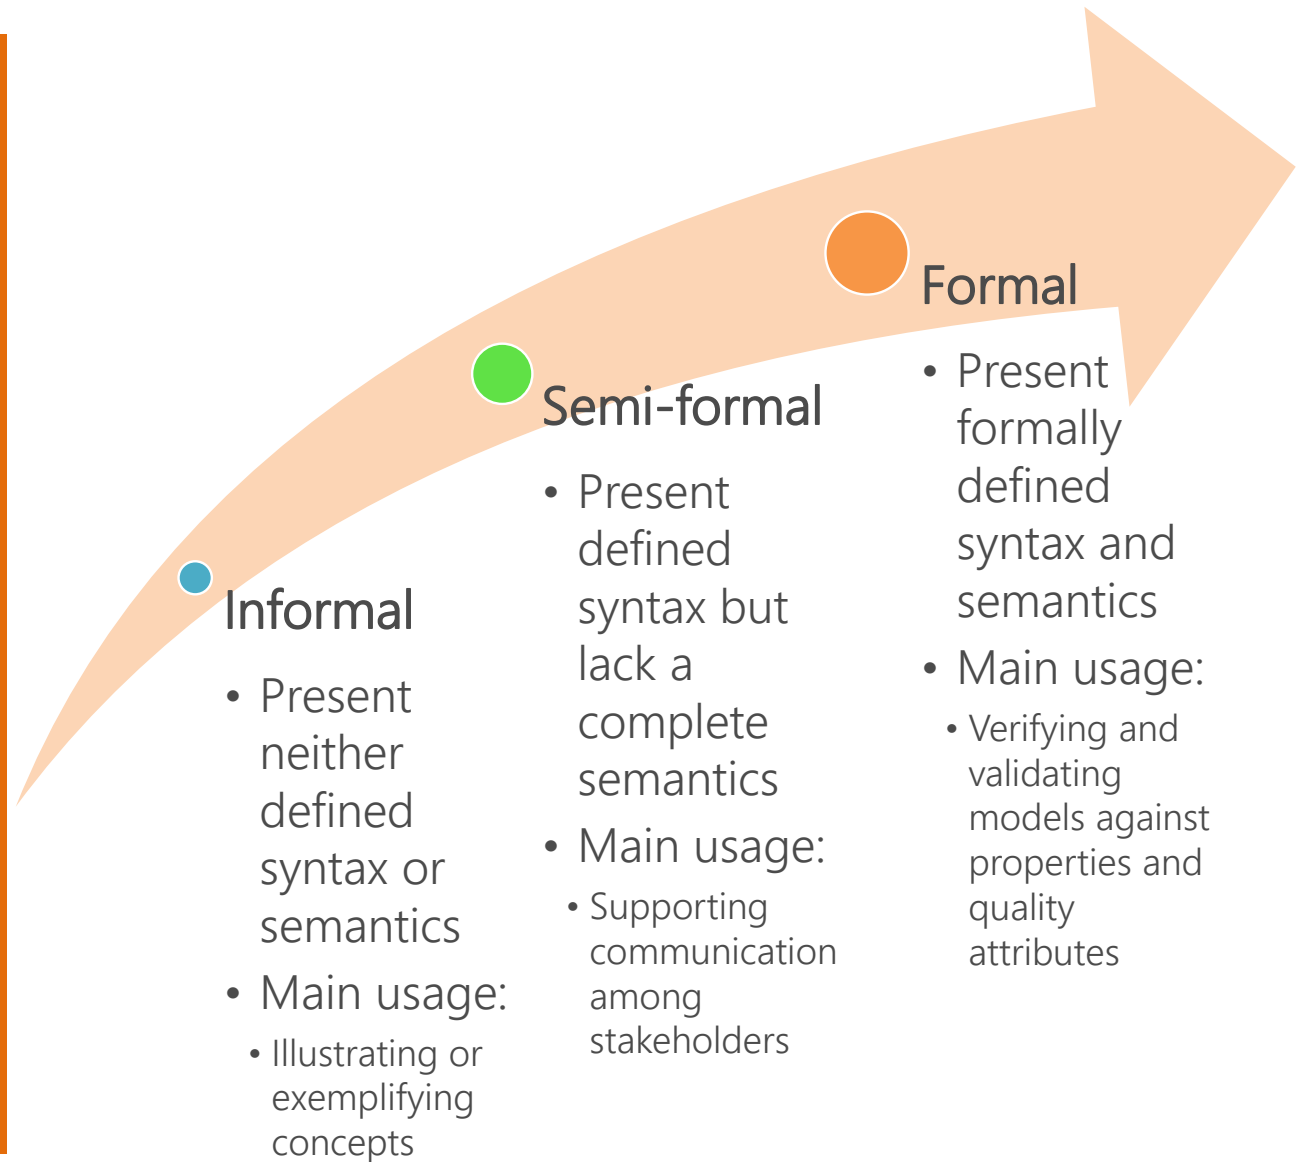 Informal
• Present
neither
defined
syntax or
semantics
• Main usage:
• Illustrating or
exemplifying
concepts
Semi-formal
• Present
defined
syntax but
lack a
complete
semantics
• Main usage:
• Supporting
communication
among
stakeholders
Formal
• Present
formally
defined
syntax and
semantics
• Main usage:
• Verifying and
validating
models against
properties and
quality
attributes